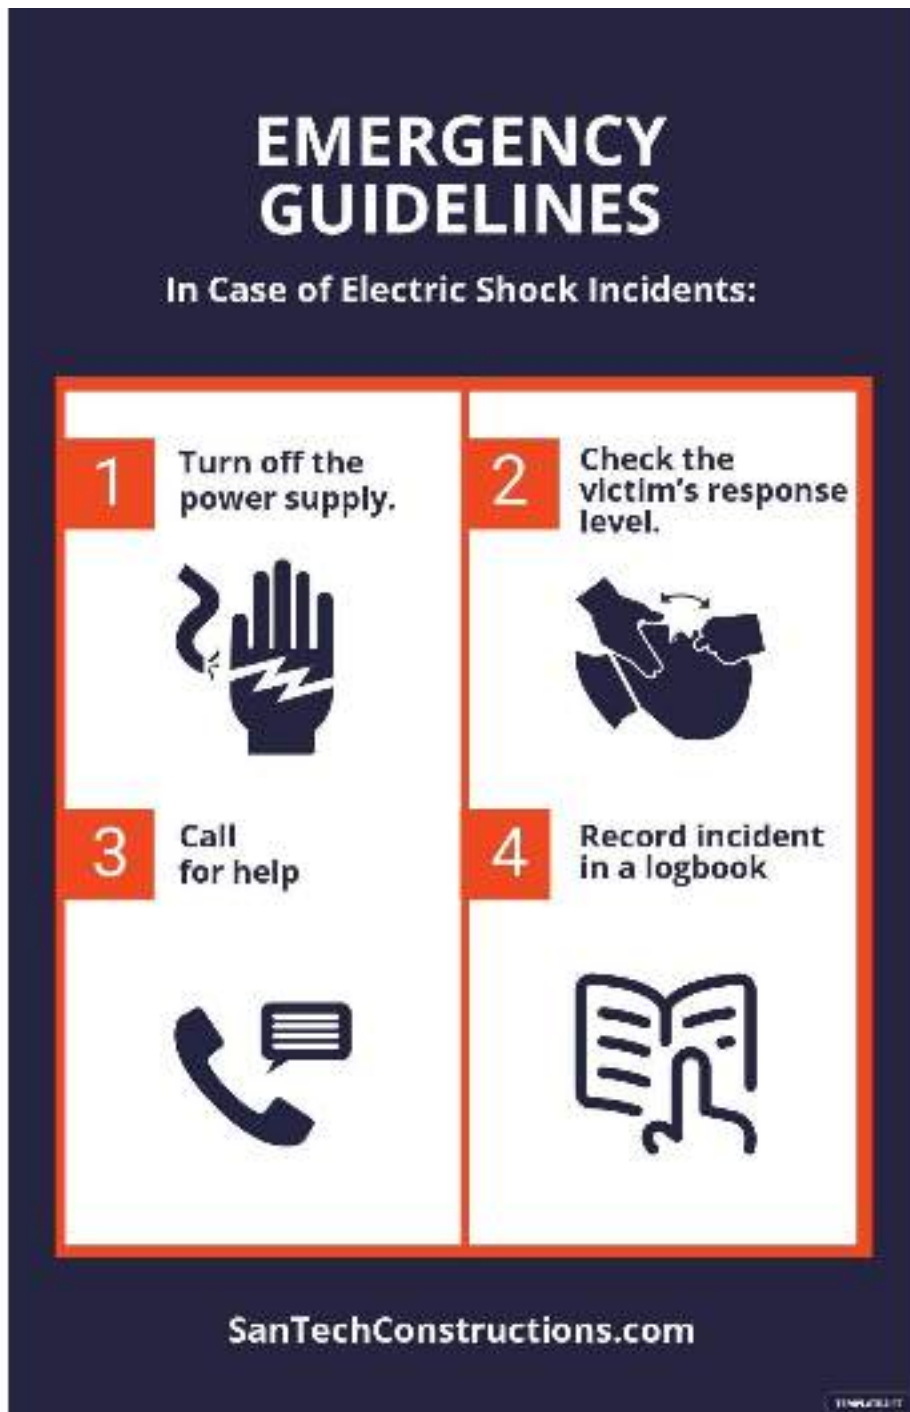 EMERGENCY
GUIDELINES
In Case of Electric Shock Incidents:
1
Turn off the
power supply.
2
Check the
victim's response
level.
3
Call
for help
4
Record incident
in a logbook
SanTechConstructions.com